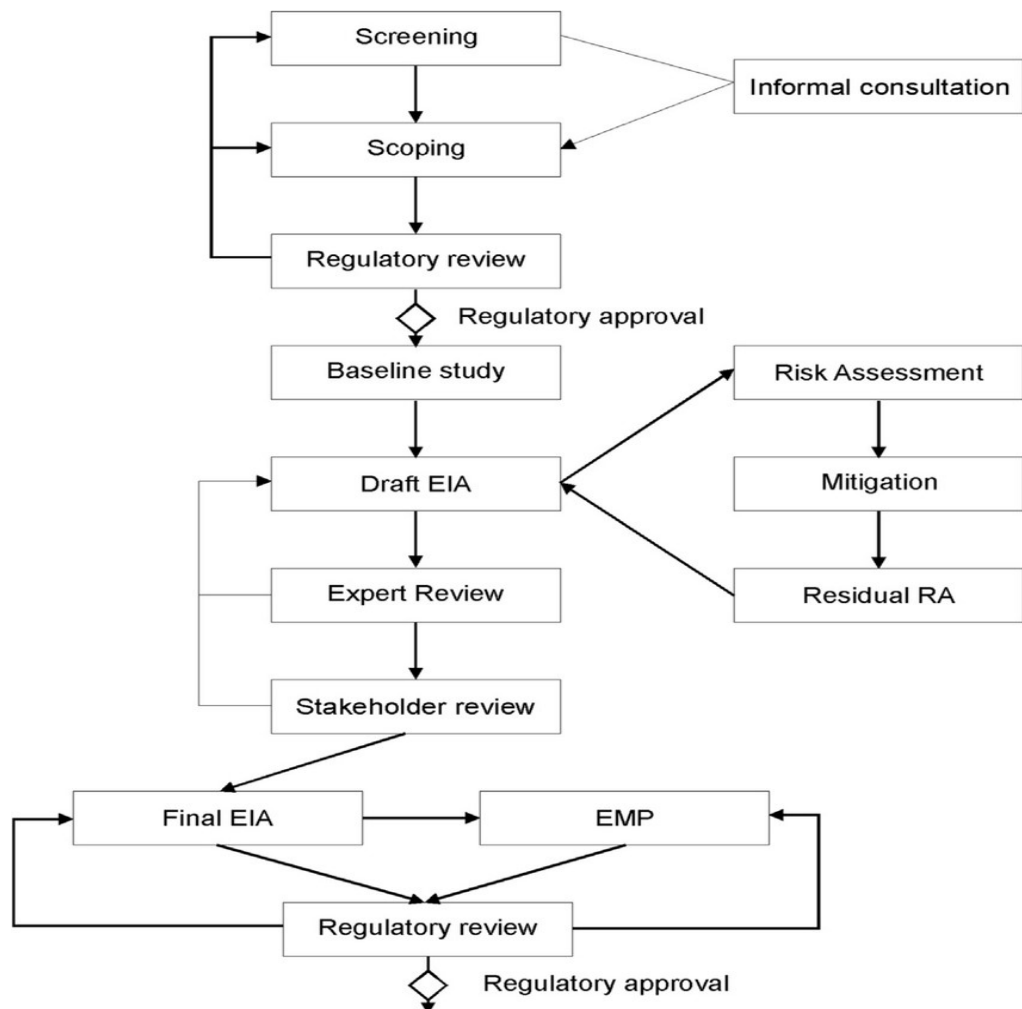 Screening
Informal consultation
Scoping
Regulatory review
Regulatory approval
Baseline study
Risk Assessment
Draft EIA
Mitigation
Expert Review
Residual RA
Stakeholder review
Final EIA
EMP
Regulatory review
Regulatory approval